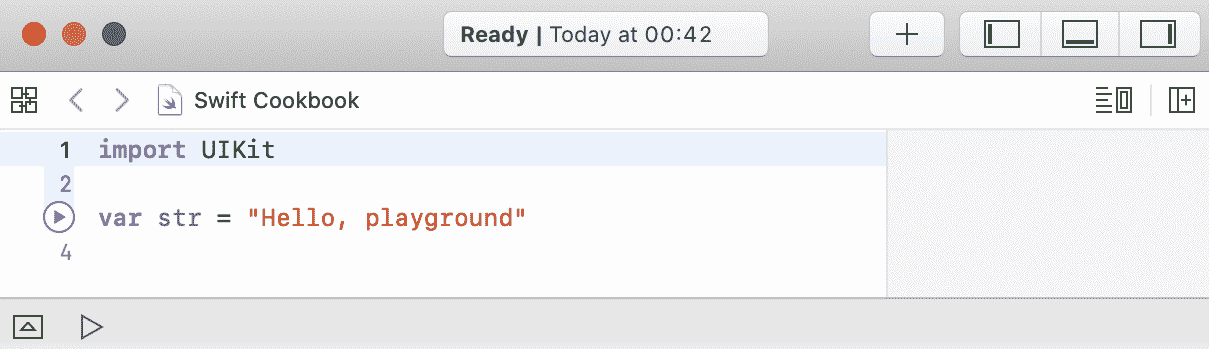 Ready | Today at 00:42
Swift Cookbook
1 import UIKit
2
var str = "Hello, playground"
4